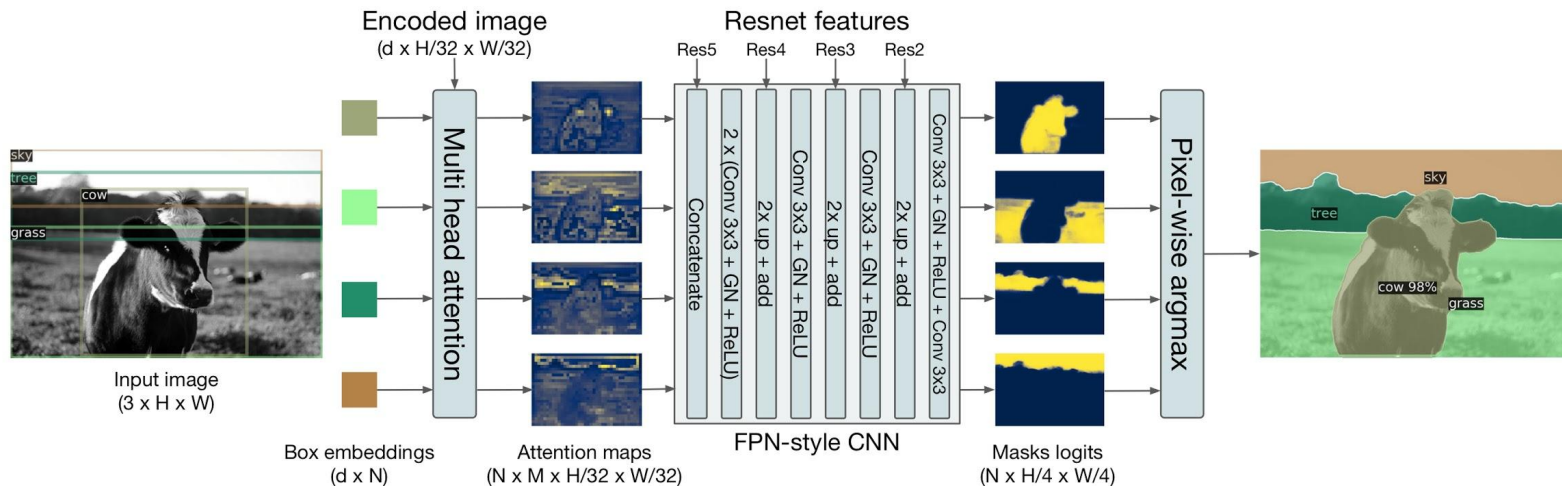 Encoded image
(d x H/32 x W/32)
Resnet features
Res5
Res4
Res3
Res2
sky
tree
cow
grass
Input image
(3 x H x W)
Box embeddings
(d x N)
Multi head attention
Attention maps
(N x M x H/32 x W/32)
Concatenate
2 x (Conv 3x3 + GN + ReLU)
2x up + add
Conv 3x3 + GN + ReLU
2x up + add
Conv 3x3 + GN + ReLU
2x up + add
Conv 3x3 + GN + ReLU + Conv 3x3
FPN-style CNN
Masks logits
(N x H/4 x W/4)
Pixel-wise argmax
sky
tree
cow 98%
grass